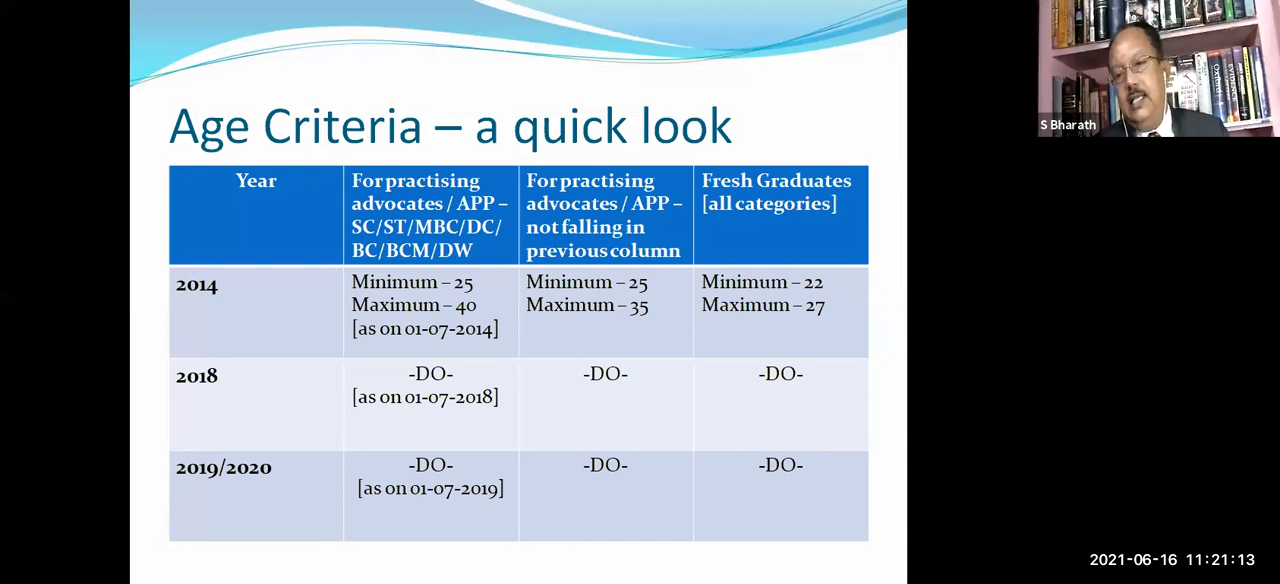 Age Criteria – a quick look
Year
For practising
advocates / APP –
SC/ST/MBC/DC/
BC/BCM/DW
For practising
advocates / APP –
not falling in
previous column
Fresh Graduates
[all categories]
2014
Minimum – 25
Maximum – 40
[as on 01-07-2014]
Minimum – 25
Maximum – 35
Minimum – 22
Maximum – 27
2018
-DO-
[as on 01-07-2018]
-DO-
-DO-
2019/2020
-DO-
[as on 01-07-2019]
-DO-
-DO-
S Bharath
Oxford
2021-06-16 11:21:13